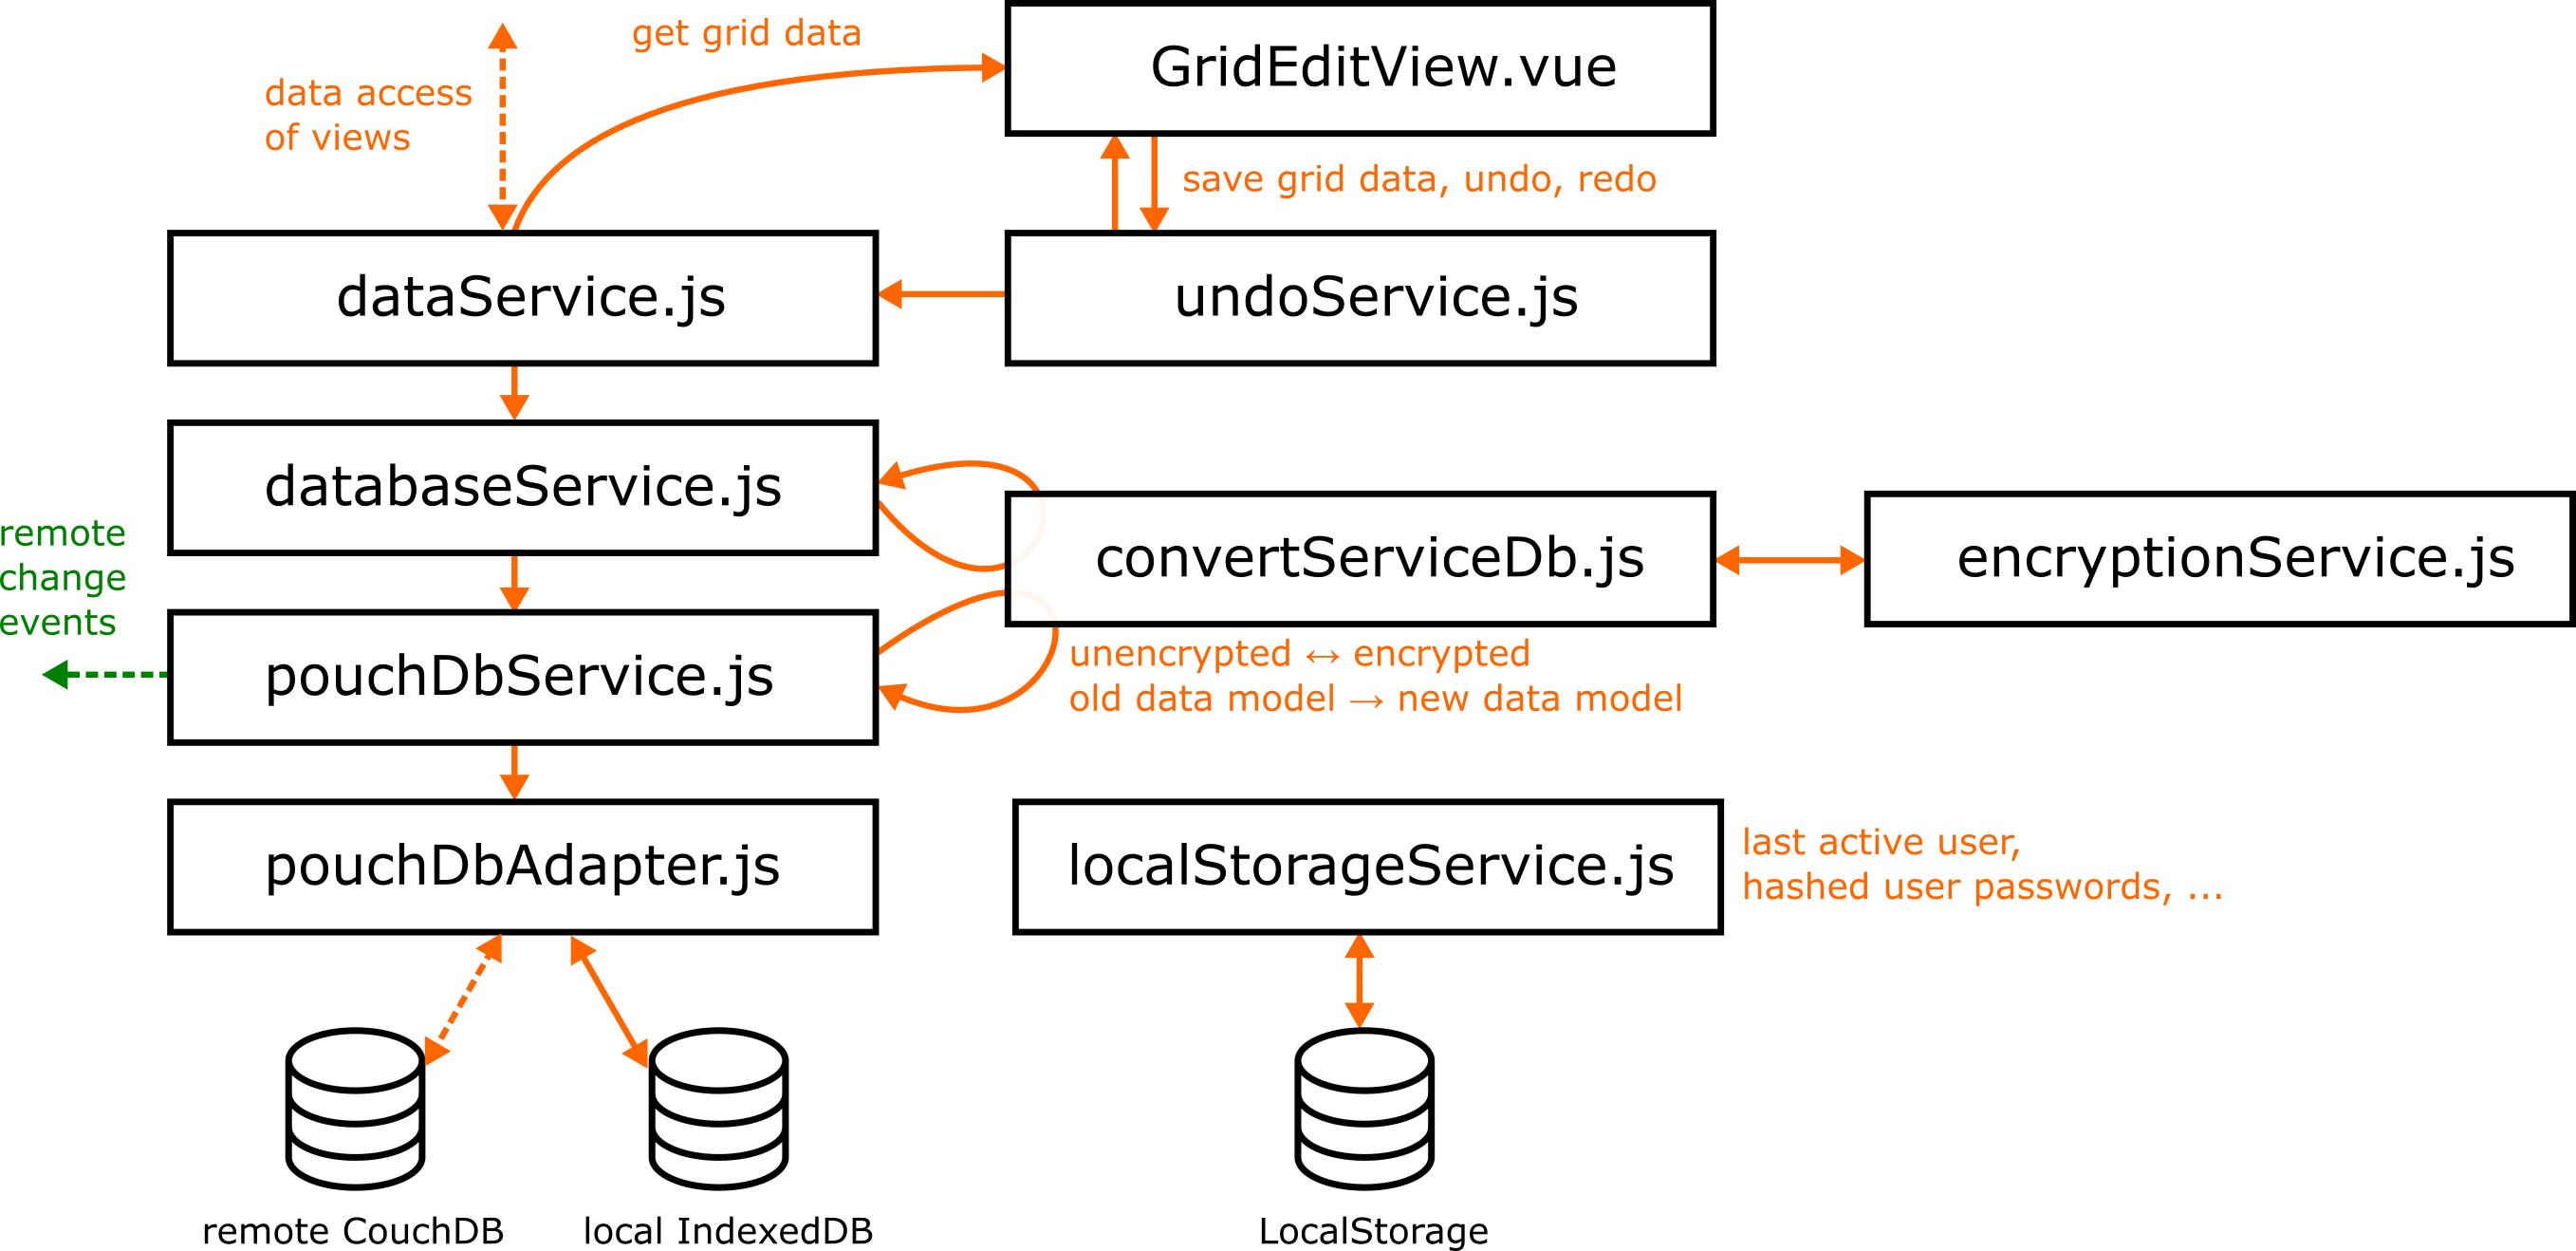 get grid data
GridEditView.vue
data access
of views
save grid data, undo, redo
dataService.js
undoService.js
databaseService.js
convertServiceDb.js
encryptionService.js
remote
change
events
pouchDbService.js
unencrypted ↔ encrypted
old data model → new data model
pouchDbAdapter.js
localStorageService.js
last active user,
hashed user passwords, ...
remote CouchDB
local IndexedDB
LocalStorage